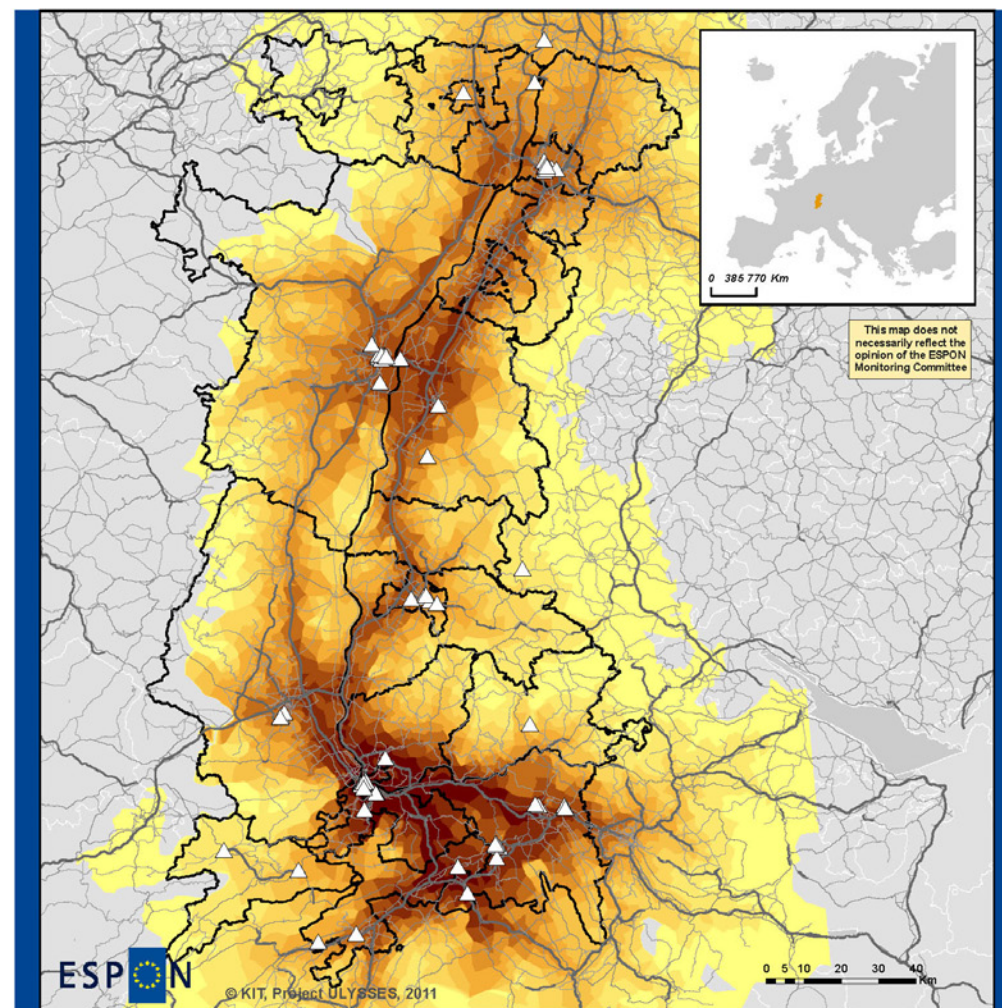 0 385 770 Km
This map does not
necessarily reflect the
opinion of the ESPON
Monitoring Committee
ESPON
© KIT, Project ULYSSES, 2011
0 5 10 20 30 40
Km